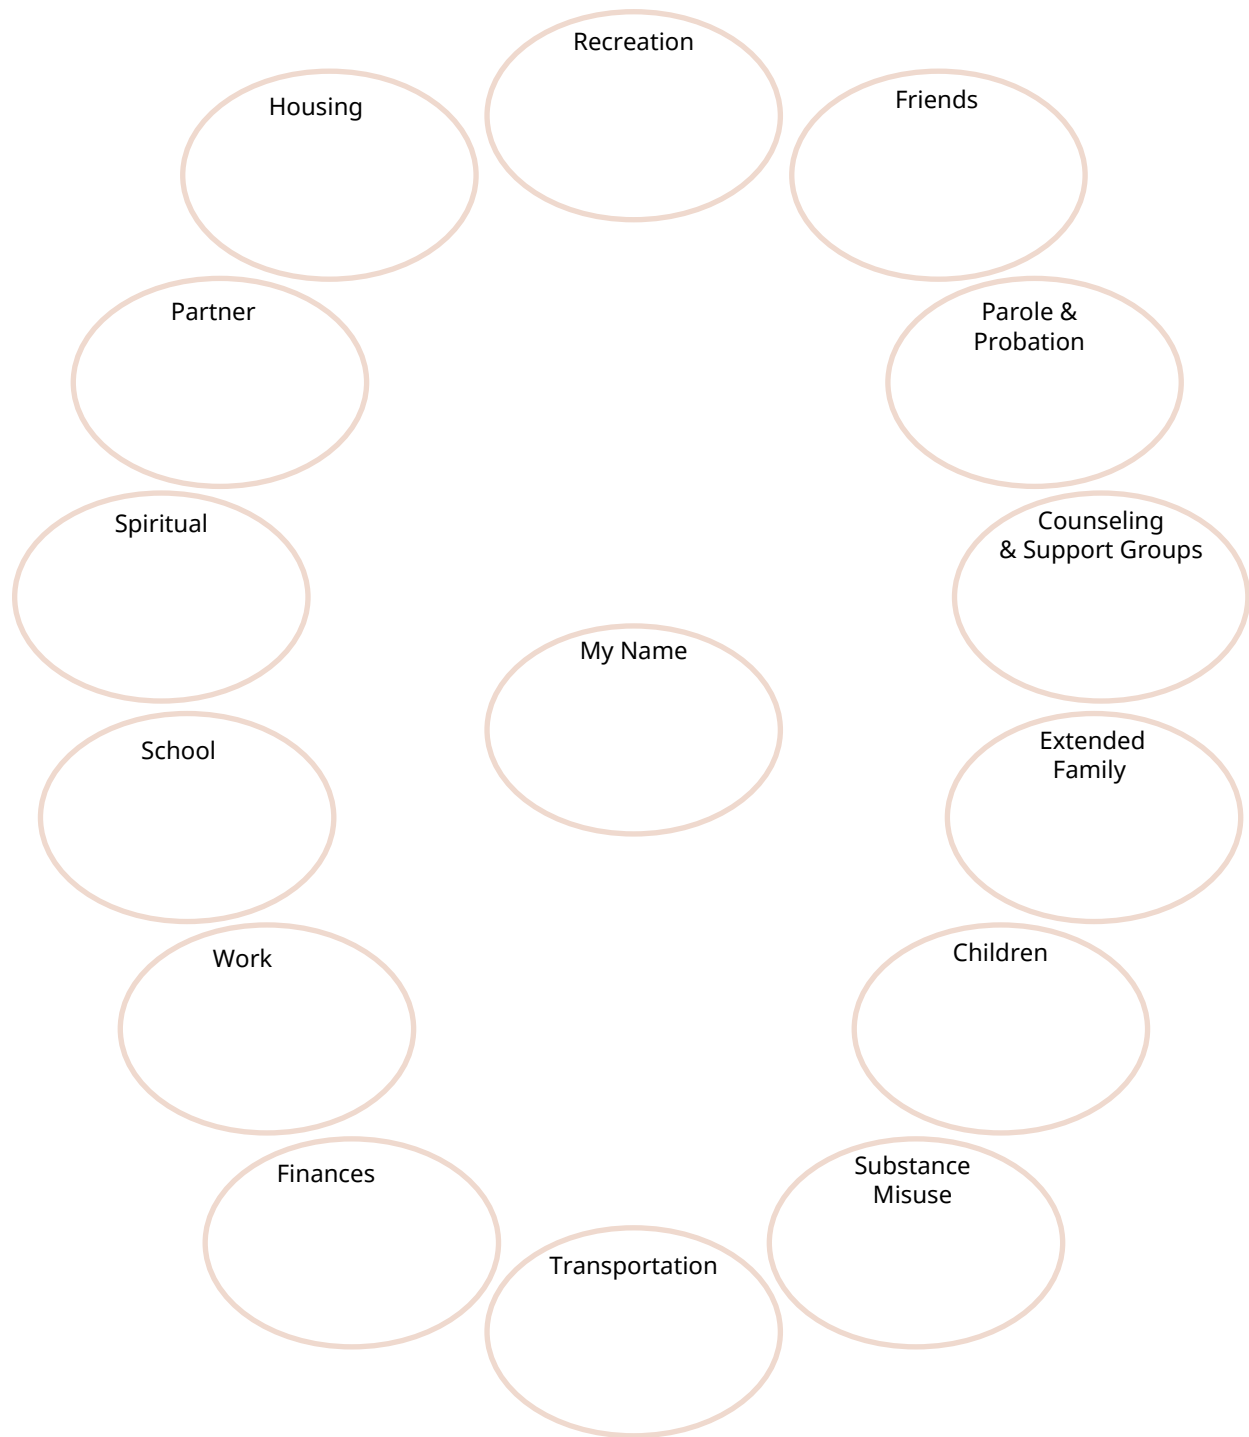 Recreation
Housing
Friends
Partner
Parole &
Probation
Spiritual
Counseling
& Support Groups
My Name
School
Extended
Family
Work
Children
Finances
Substance
Misuse
Transportation